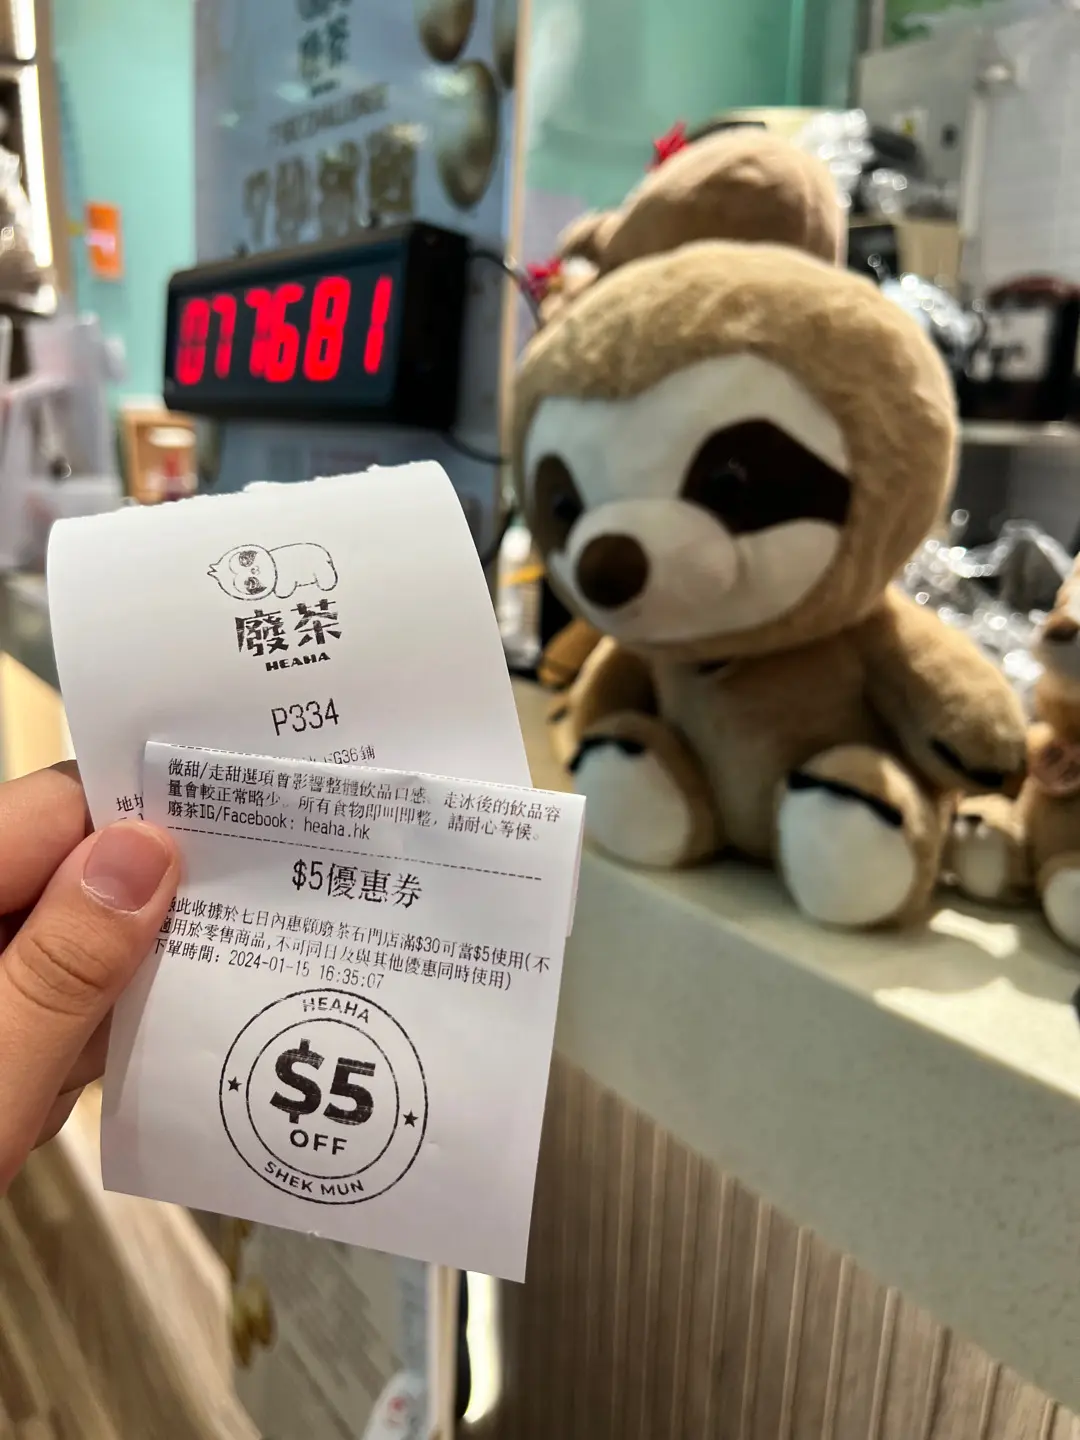 077681
廢茶
HEAHA
P334
G36鋪
微甜/走甜選項會影響整體飲品口感、走冰後的飲品容
量會較正常略少。所有食物即叫即整，請耐心等候。
廢茶IG/Facebook: heaha.hk
$5優惠券
此收據於七日內惠顧廢茶石門店滿$30可當$5使用(不
適用於零售商品,不可同日及與其他優惠同時使用)
下單時間: 2024-01-15 16:35:07
HEAHA
$5
OFF
SHEK MUN